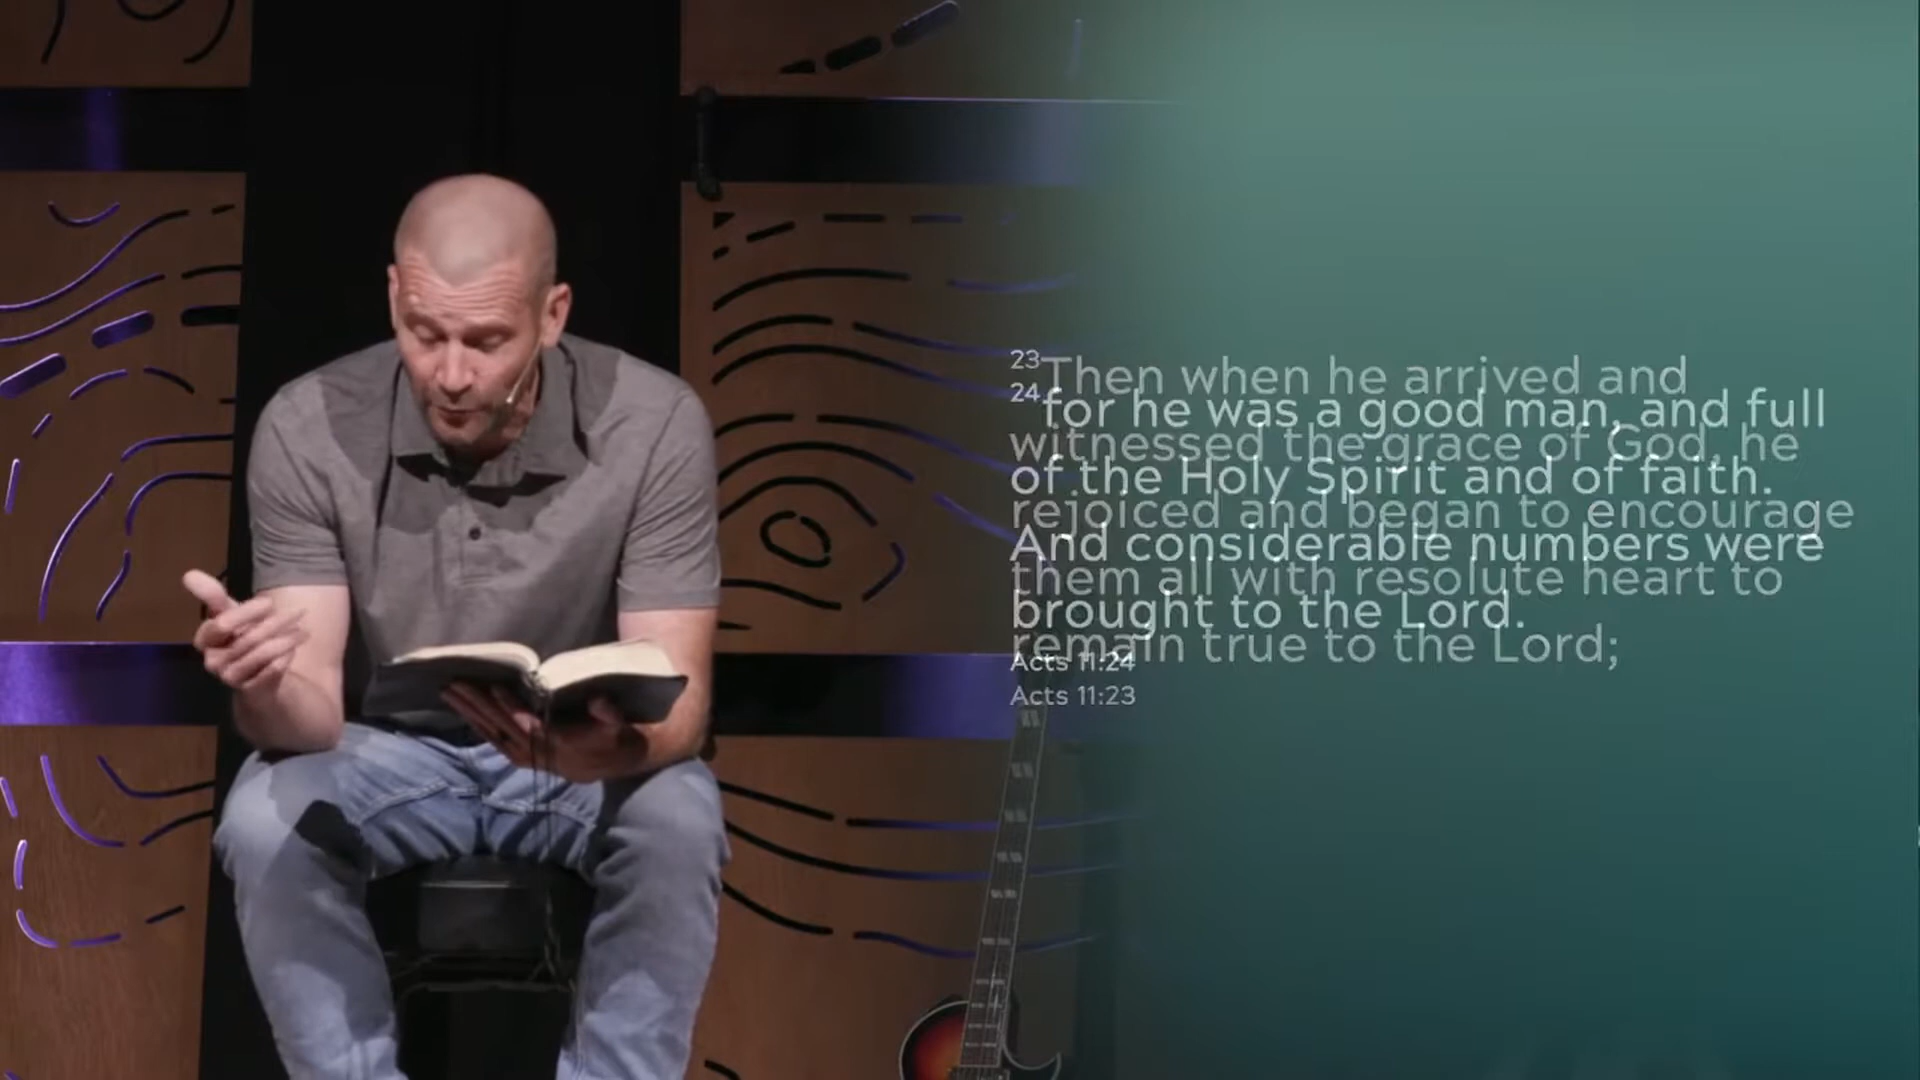 23 Then when he arrived and
witnessed the grace of God, he
rejoiced and began to encourage
them all with resolute heart to
remain true to the Lord;
Acts 11:23
24 for he was a good man, and full
of the Holy Spirit and of faith.
And considerable numbers were
brought to the Lord.
Acts 11:24